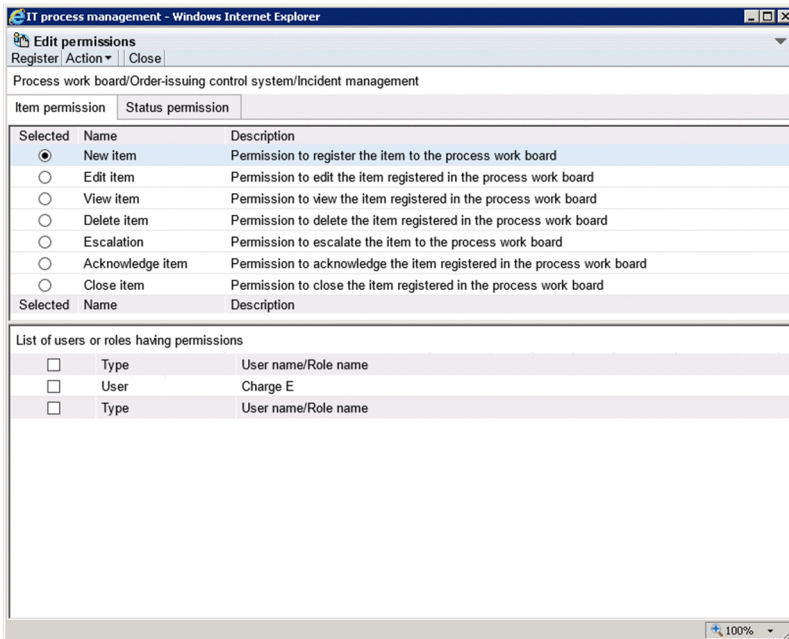 IT process management - Windows Internet Explorer
Edit permissions
Register Action Close
Process work board/Order-issuing control system/Incident management
Item permission Status permission
Selected Name Description
New item Permission to register the item to the process work board
Edit item Permission to edit the item registered in the process work board
View item Permission to view the item registered in the process work board
Delete item Permission to delete the item registered in the process work board
Escalation Permission to escalate the item to the process work board
Acknowledge item Permission to acknowledge the item registered in the process work board
Close item Permission to close the item registered in the process work board
Selected Name Description
List of users or roles having permissions
Type User name/Role name
User Charge E
Type User name/Role name
100%